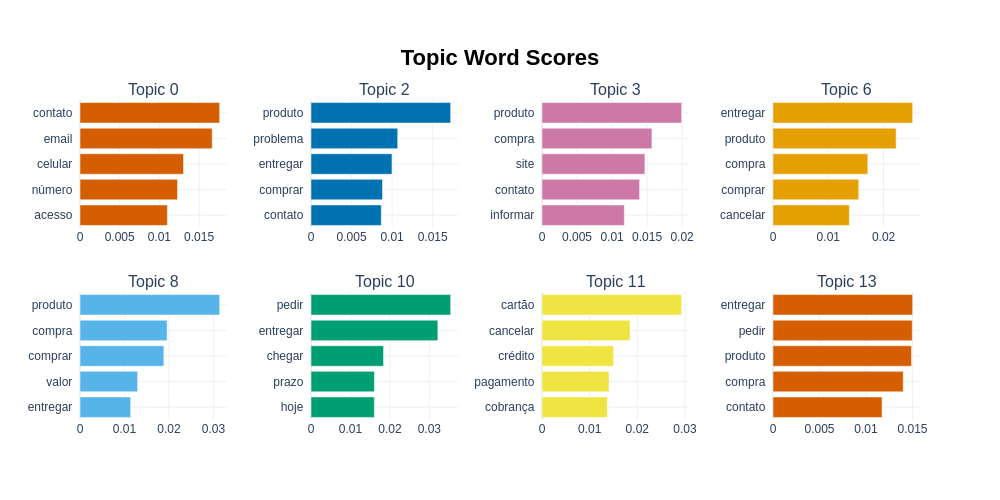 Topic Word Scores
Topic 0
contato
email
celular
número
acesso
0 0.005 0.01 0.015
Topic 2
produto
problema
entregar
comprar
contato
0 0.005 0.01 0.015
Topic 3
produto
compra
site
contato
informar
0 0.005 0.01 0.015 0.02
Topic 6
entregar
produto
compra
comprar
cancelar
0 0.01 0.02
Topic 8
produto
compra
comprar
valor
entregar
0 0.01 0.02 0.03
Topic 10
pedir
entregar
chegar
prazo
hoje
0 0.01 0.02 0.03
Topic 11
cartão
cancelar
crédito
pagamento
cobrança
0 0.01 0.02 0.03
Topic 13
entregar
pedir
produto
compra
contato
0 0.005 0.01 0.015